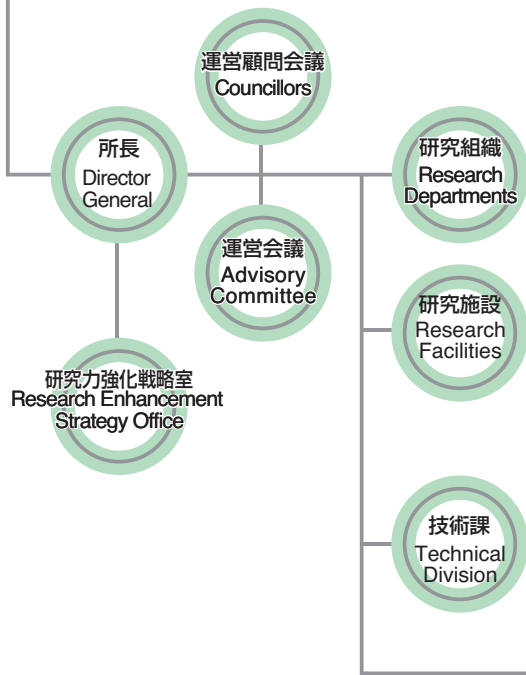 運営顧問会議
Councillors
所長
Director
General
研究組織
Research
Departments
運営会議
Advisory
Committee
研究施設
Research
Facilities
研究力強化戦略室
Research Enhancement
Strategy Office
技術課
Technical
Division